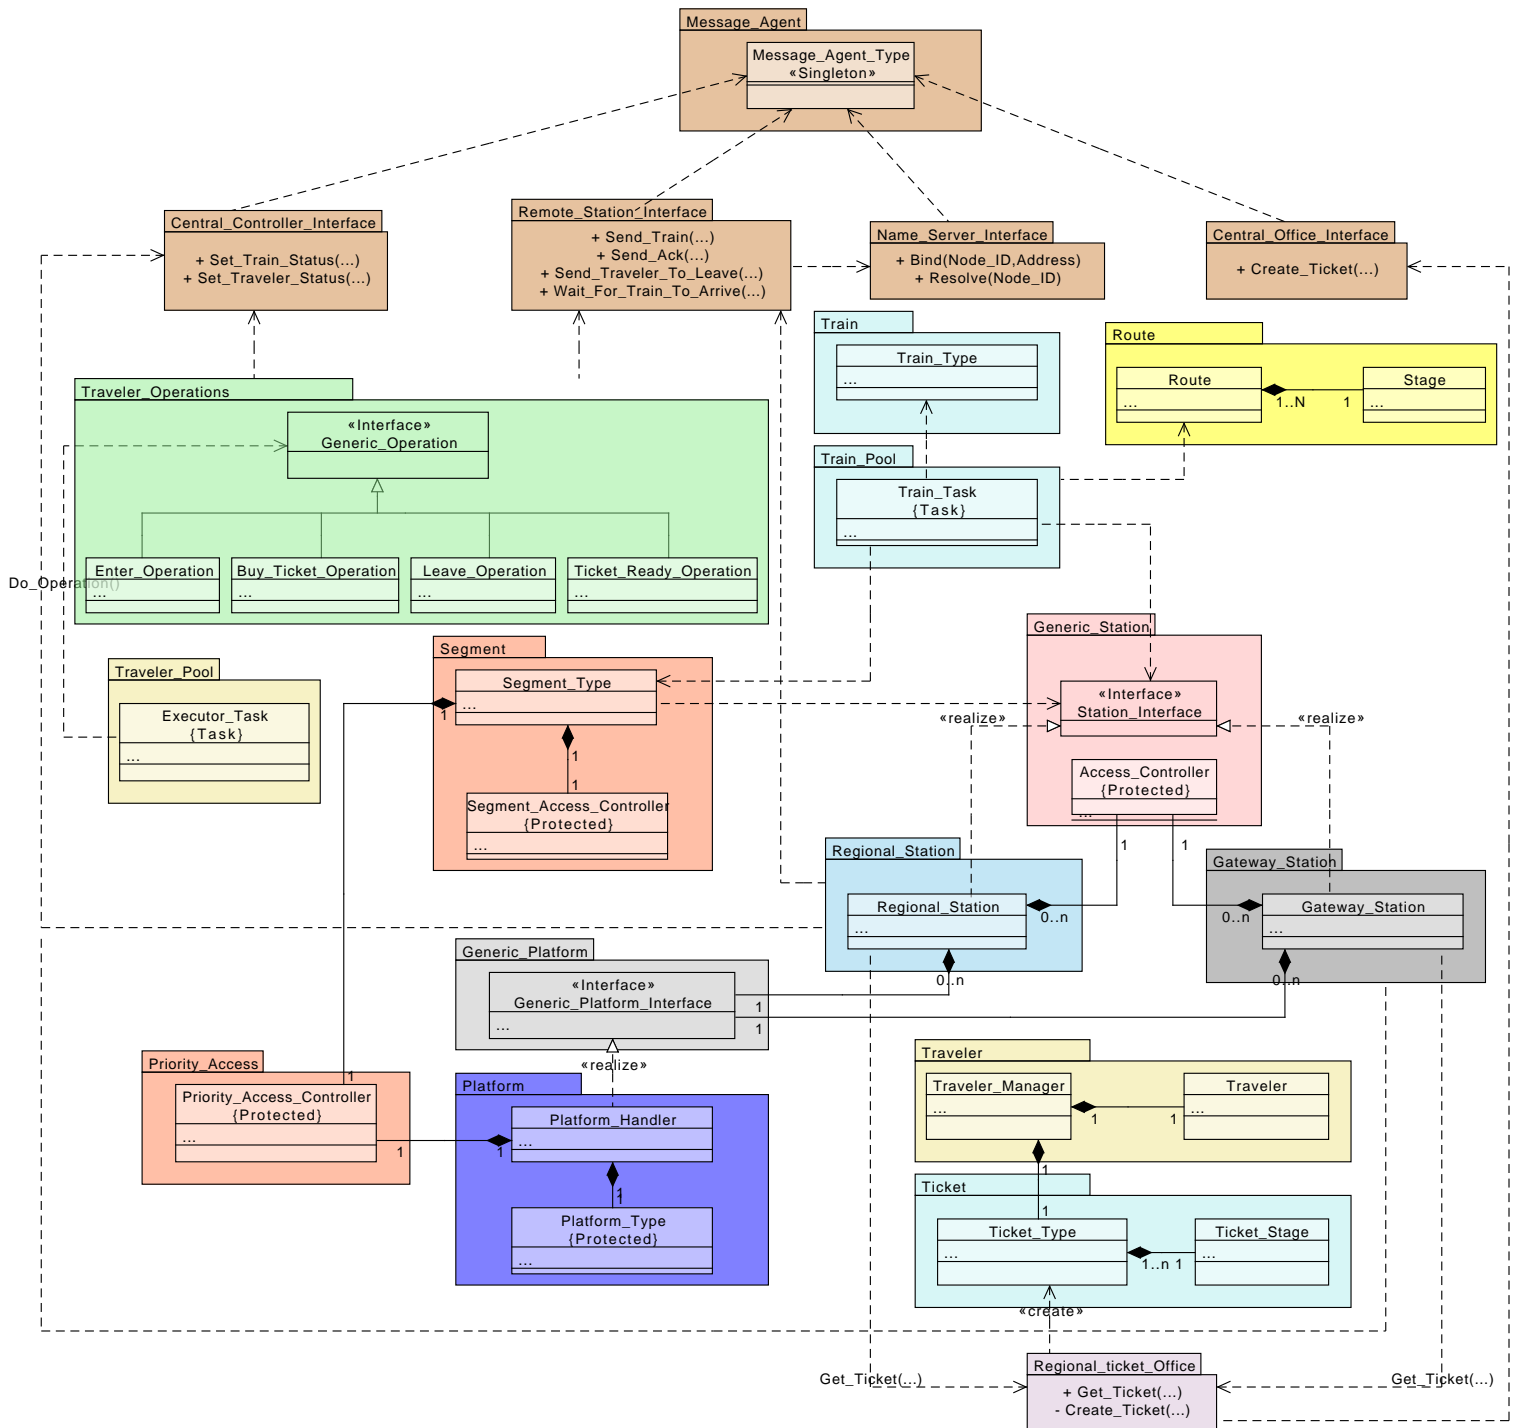 Message_Agent
Message_Agent_Type
«Singleton»
Central_Controller_Interface
+ Set_Train_Status(...)
+ Set_Traveler_Status(...)
Remote_Station_Interface
+ Send_Train(...)
+ Send_Ack(...)
+ Send_Traveler_To_Leave(...)
+ Wait_For_Train_To_Arrive(...)
Name_Server_Interface
+ Bind(Node_ID,Address)
+ Resolve(Node_ID)
Central_Office_Interface
+ Create_Ticket(...)
Train
Train_Type
...
Route
Route
...
1..N
1
Stage
...
Traveler_Operations
«Interface»
Generic_Operation
Enter_Operation
...
Buy_Ticket_Operation
...
Leave_Operation
...
Ticket_Ready_Operation
...
Do_Operation()
Train_Pool
Train_Task
{Task}
...
Traveler_Pool
Executor_Task
{Task}
...
Segment
Segment_Type
...
1
1
1
Segment_Access_Controller
{Protected}
...
Generic_Station
«Interface»
Station_Interface
«realize»
«realize»
Access_Controller
{Protected}
...
1
1
Regional_Station
Regional_Station
...
0..n
0..n
Gateway_Station
Gateway_Station
...
0..n
0..n
Generic_Platform
«Interface»
Generic_Platform_Interface
...
1
1
«realize»
Priority_Access
1
Priority_Access_Controller
{Protected}
...
1
Platform
Platform_Handler
...
1
1
1
Platform_Type
{Protected}
...
Traveler
Traveler_Manager
...
1
1
Traveler
...
1
Ticket
1
Ticket_Type
...
1..n
1
Ticket_Stage
...
«create»
Regional_ticket_Office
+ Get_Ticket(...)
- Create_Ticket(...)
Get_Ticket(...)
Get_Ticket(...)